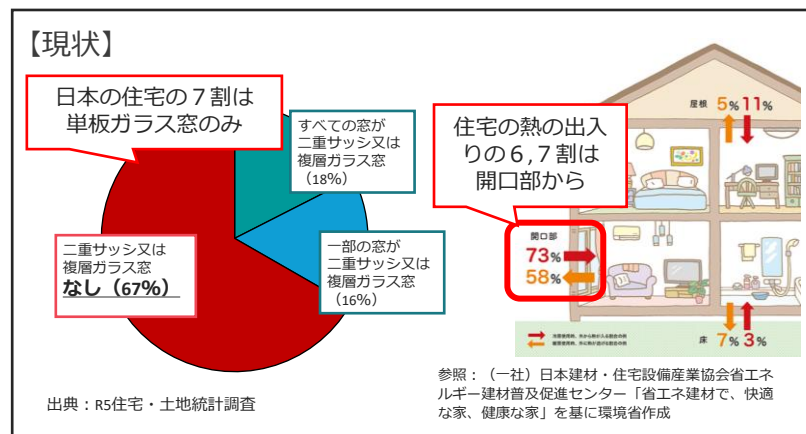 【現状】
日本の住宅の７割は
単板ガラス窓のみ
すべての窓が
二重サッシ又は
複層ガラス窓
（18%）
二重サッシ又は
複層ガラス窓
なし（67%）
一部の窓が
二重サッシ又は
複層ガラス窓
（16%）
出典：R5住宅・土地統計調査
住宅の熱の出入
りの６,７割は
開口部から
屋根 5% 11%
開口部
73%
58%
床 7% 3%
参照：（一社）日本建材・住宅設備産業協会省エネ
ルギー建材普及促進センター「省エネ建材で、快適
な家、健康な家」を基に環境省作成